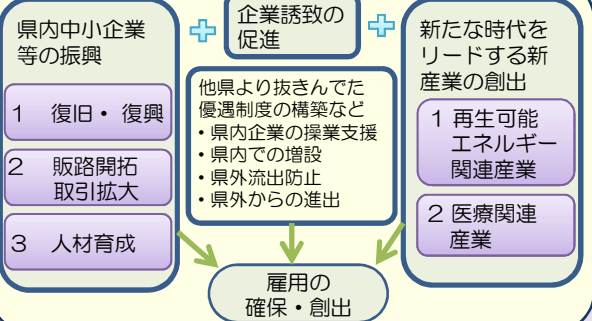 県内中小企業
等の振興
1 復旧・復興
2 販路開拓
取引拡大
3 人材育成
企業誘致の
促進
他県より抜きんでた
優遇制度の構築など
・県内企業の操業支援
・県内での増設
・県外流出防止
・県外からの進出
新たな時代を
リードする新
産業の創出
1 再生可能
エネルギー
関連産業
2 医療関連
産業
雇用の
確保・創出